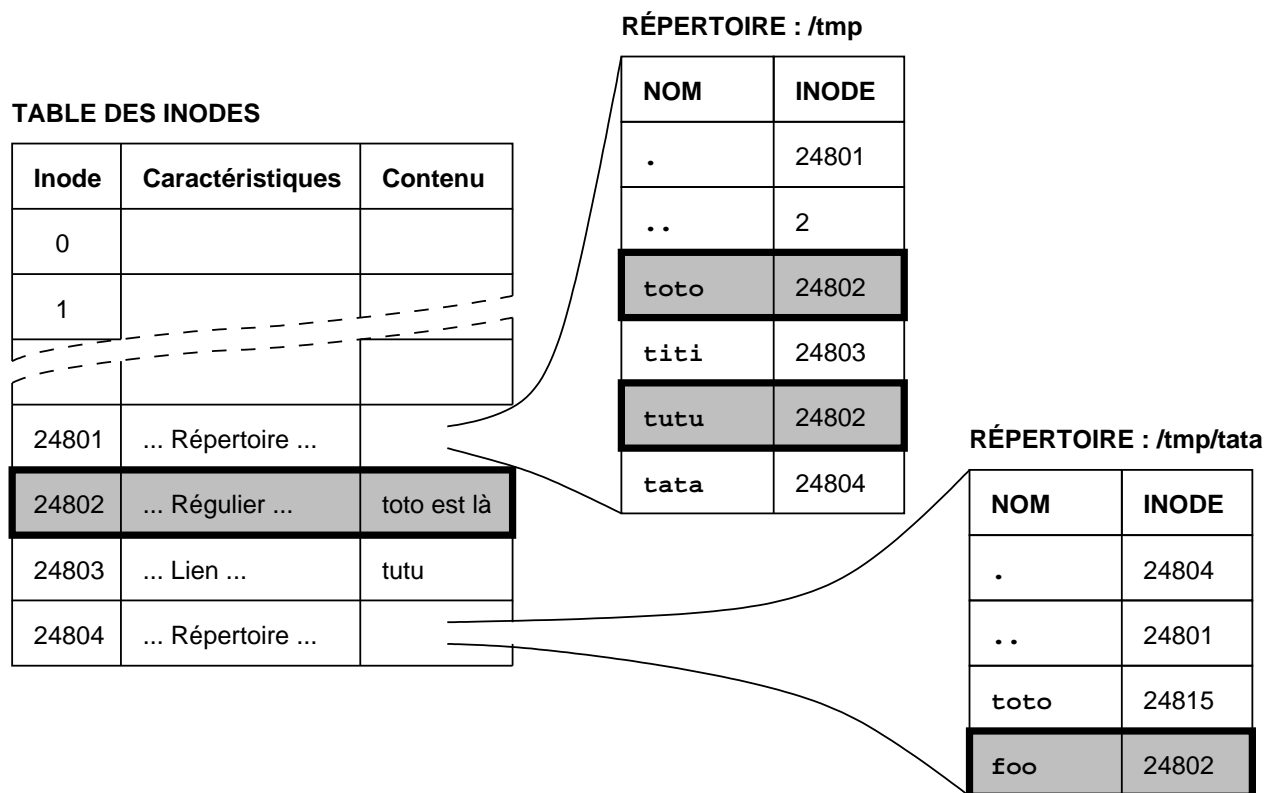 RÉPERTOIRE : /tmp
NOM INODE
. 24801
.. 2
toto 24802
titi 24803
tutu 24802
tata 24804
TABLE DES INODES
Inode Caractéristiques Contenu
0
1
24801 ... Répertoire ...
24802 ... Régulier ... toto est là
24803 ... Lien ... tutu
24804 ... Répertoire ...
RÉPERTOIRE : /tmp/tata
NOM INODE
. 24804
.. 24801
toto 24815
foo 24802